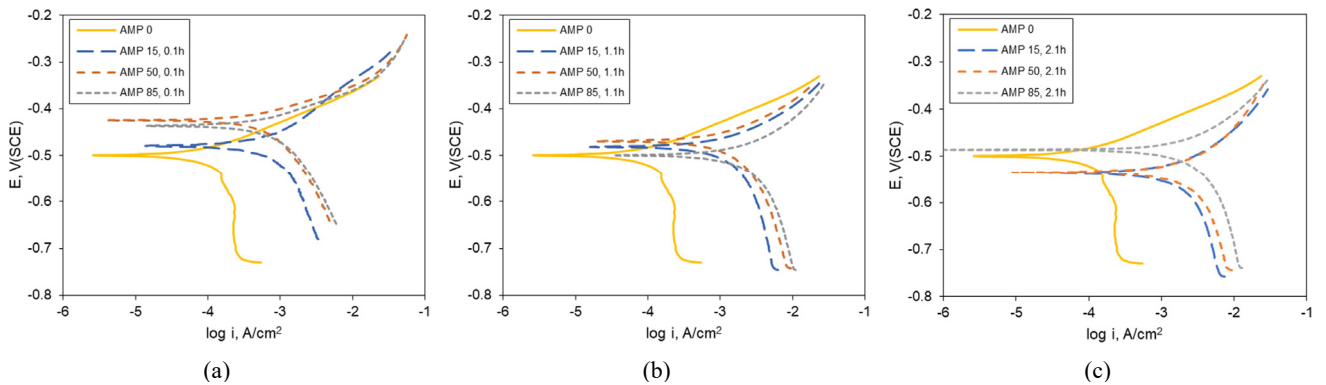 -0.2
-0.3
-0.4
-0.5
-0.6
-0.7
-0.8
E, V(SCE)
AMP 0
AMP 15, 0.1h
AMP 50, 0.1h
AMP 85, 0.1h
-6 -5 -4 -3 -2 -1
log i, A/cm²
(a)
-0.2
-0.3
-0.4
-0.5
-0.6
-0.7
-0.8
E, V(SCE)
AMP 0
AMP 15, 1.1h
AMP 50, 1.1h
AMP 85, 1.1h
-6 -5 -4 -3 -2 -1
log i, A/cm²
(b)
-0.2
-0.3
-0.4
-0.5
-0.6
-0.7
-0.8
E, V(SCE)
AMP 0
AMP 15, 2.1h
AMP 50, 2.1h
AMP 85, 2.1h
-6 -5 -4 -3 -2 -1
log i, A/cm²
(c)